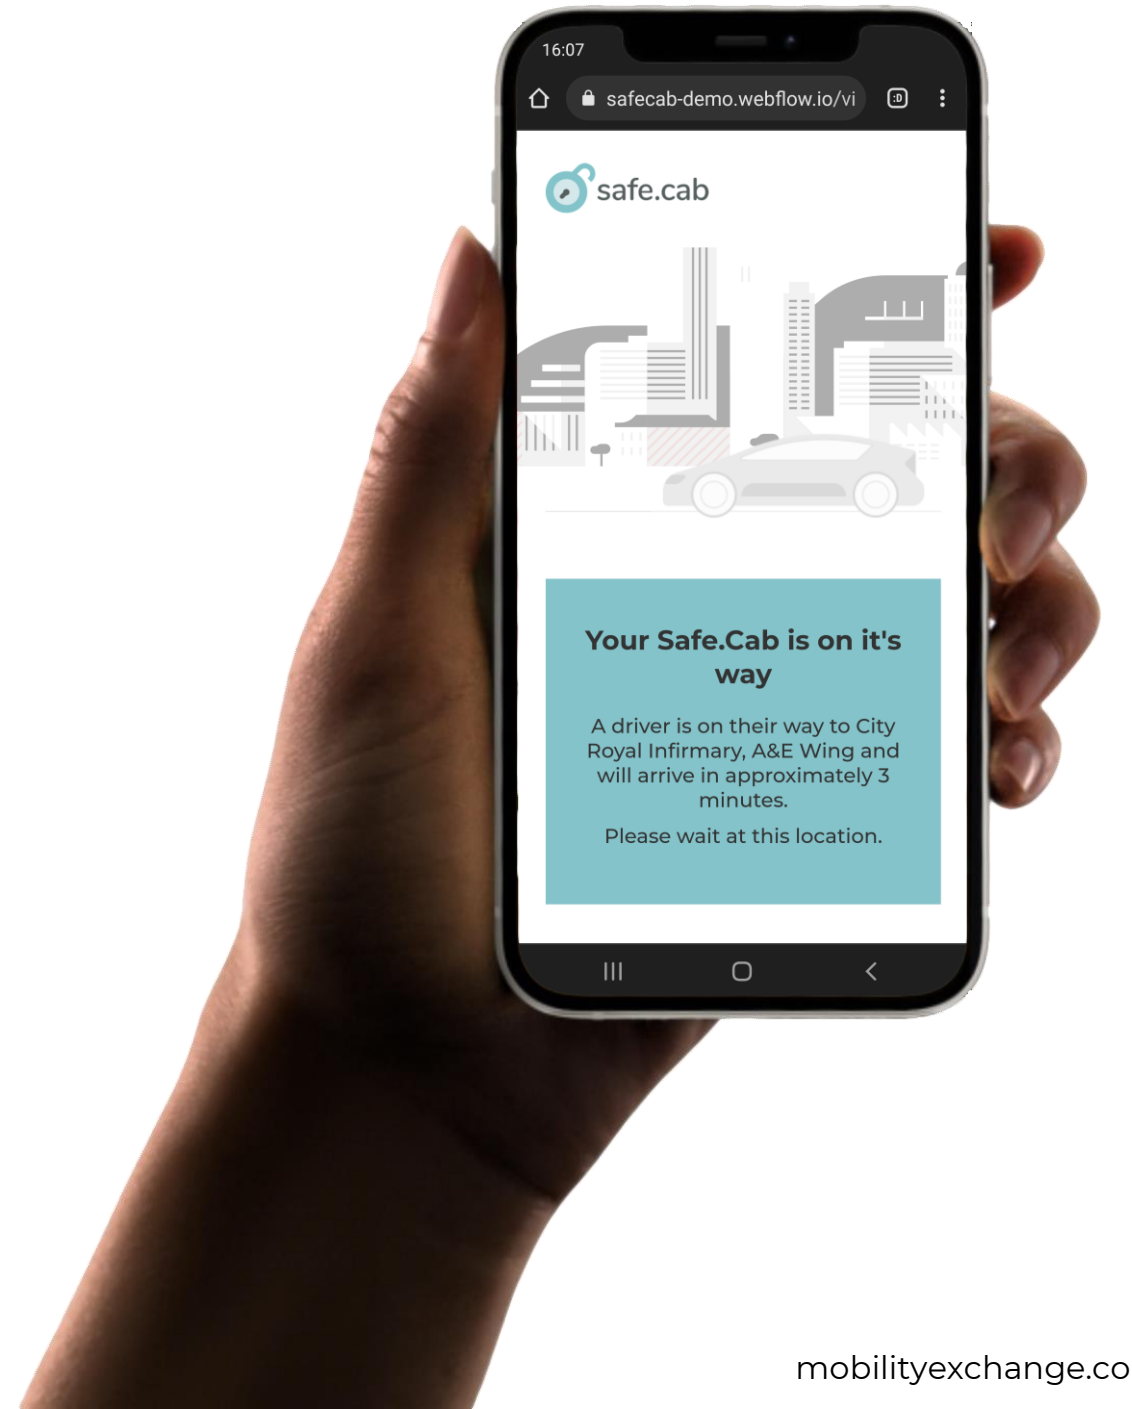 16:07
safecab-demo.webflow.io/vi
:D
safe.cab
Your Safe.Cab is on it's
way
A driver is on their way to City
Royal Infirmary, A&E Wing and
will arrive in approximately 3
minutes.
Please wait at this location.
mobilityexchange.co